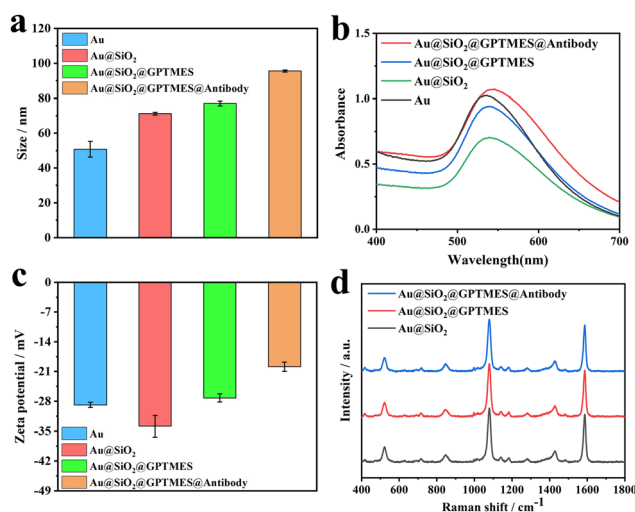 a
120
100
80
60
40
20
0
Size / nm
Au
Au@SiO₂
Au@SiO₂@GPTMES
Au@SiO₂@GPTMES@Antibody
b
1.5
1.0
0.5
0.0
Absorbance
Au@SiO₂@GPTMES@Antibody
Au@SiO₂@GPTMES
Au@SiO₂
Au
400 500 600 700
Wavelength(nm)
c
0
-7
-14
-21
-28
-35
-42
-49
Zeta potential / mV
Au
Au@SiO₂
Au@SiO₂@GPTMES
Au@SiO₂@GPTMES@Antibody
d
Intensity / a.u.
Au@SiO₂@GPTMES@Antibody
Au@SiO₂@GPTMES
Au@SiO₂
400 600 800 1000 1200 1400 1600 1800
Raman shift / cm⁻¹